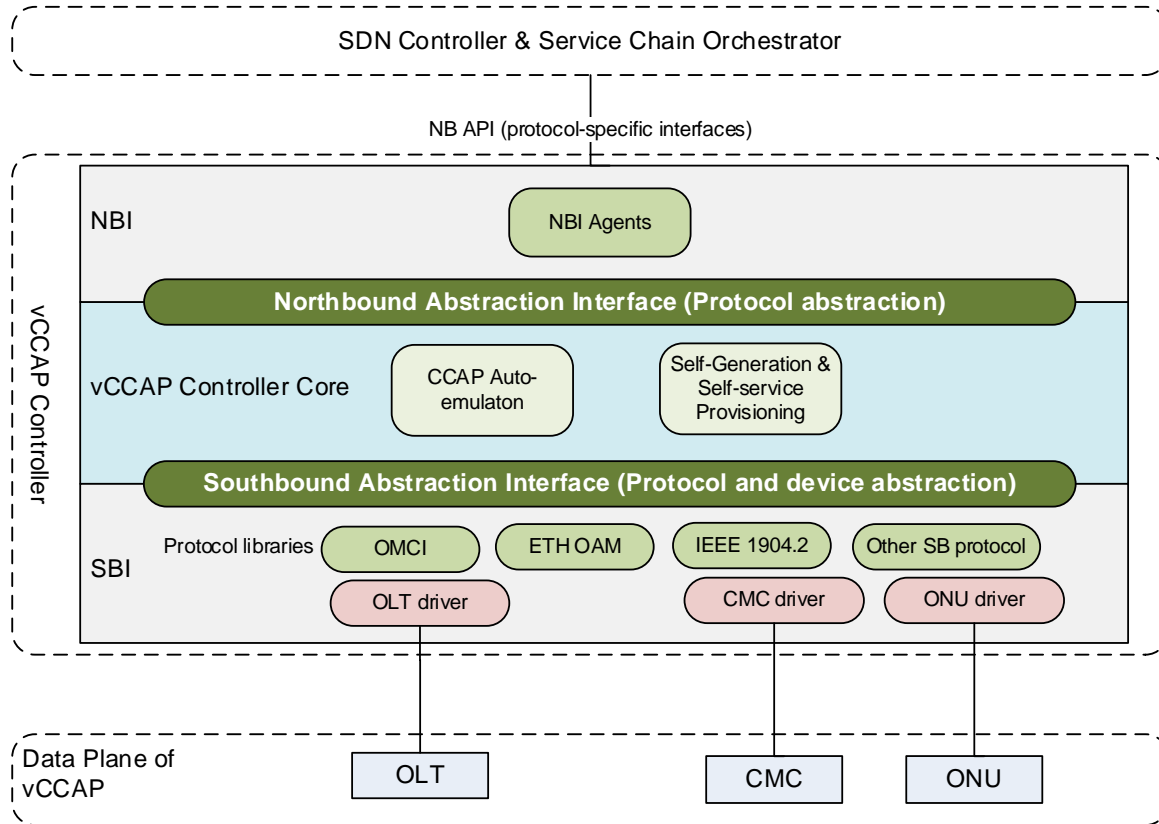 SDN Controller & Service Chain Orchestrator
NB API (protocol-specific interfaces)
vCCAP Controller
NBI
NBI Agents
Northbound Abstraction Interface (Protocol abstraction)
vCCAP Controller Core
CCAP Auto-
emulaton
Self-Generation &
Self-service
Provisioning
Southbound Abstraction Interface (Protocol and device abstraction)
SBI
Protocol libraries
OMCI
ETH OAM
IEEE 1904.2
Other SB protocol
OLT driver
CMC driver
ONU driver
Data Plane of
vCCAP
OLT
CMC
ONU